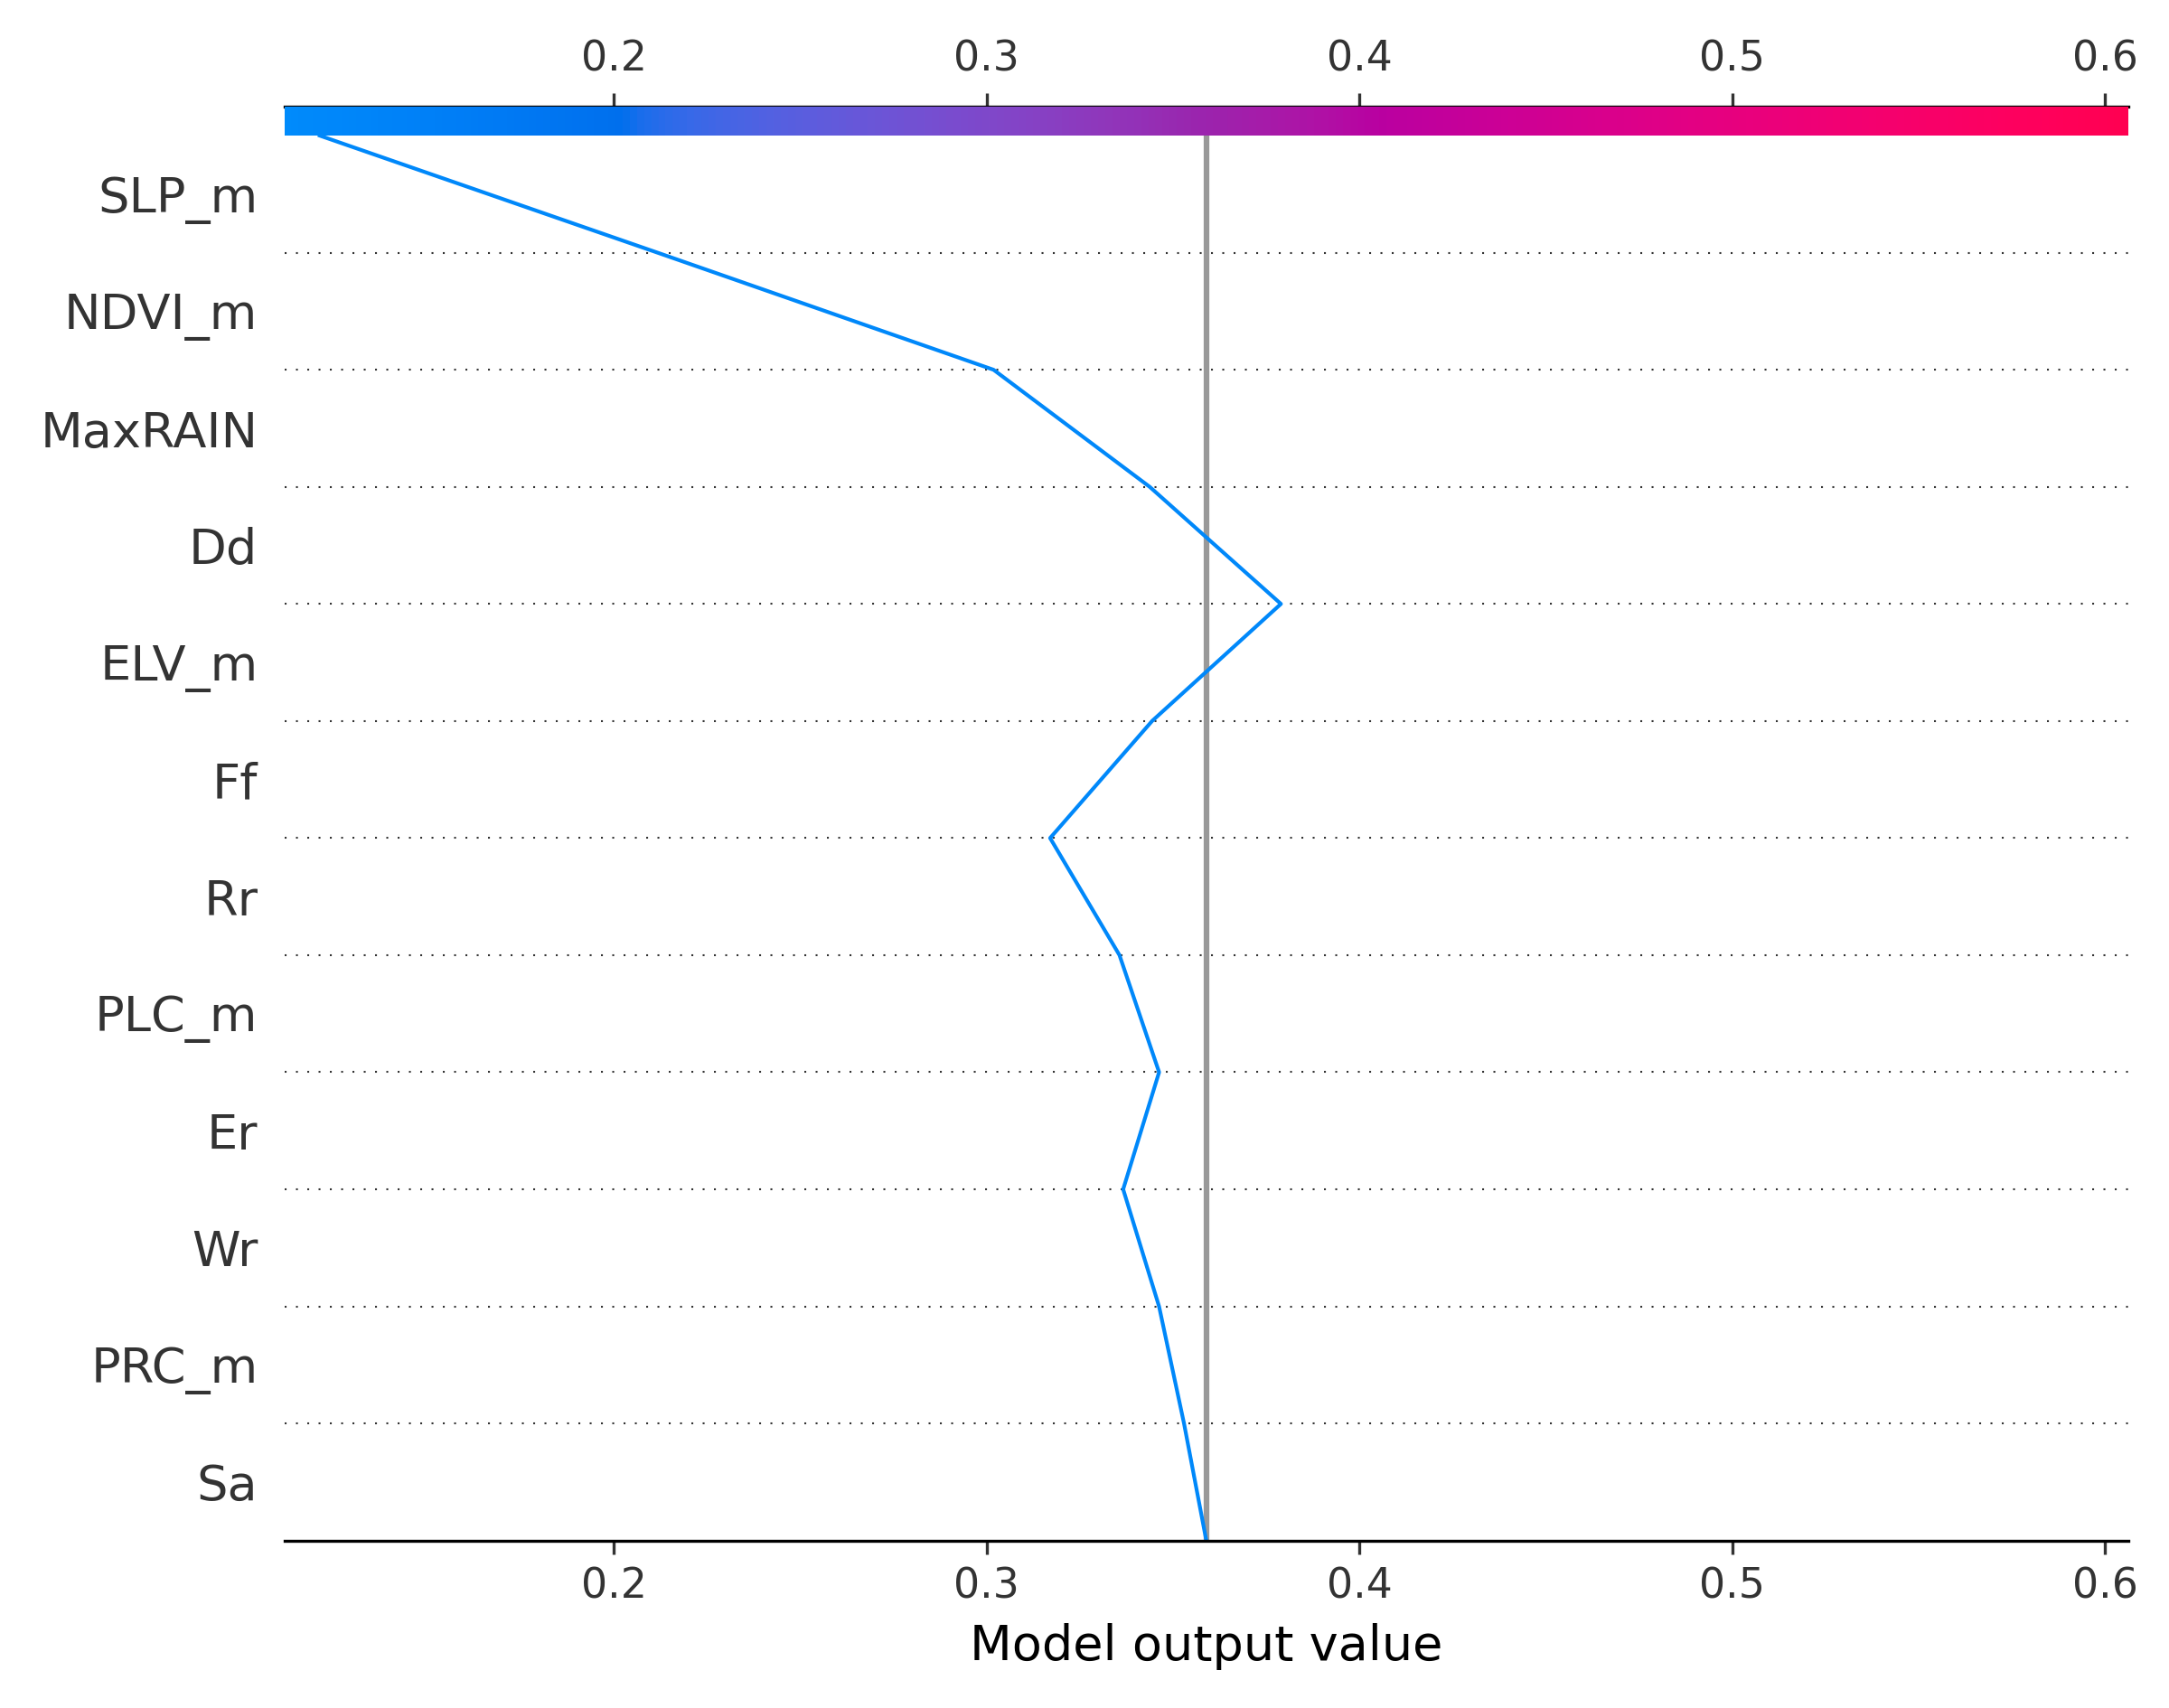 0.2 0.3 0.4 0.5 0.6
SLP_m
NDVI_m
MaxRAIN
Dd
ELV_m
Ff
Rr
PLC_m
Er
Wr
PRC_m
Sa
0.2 0.3 0.4 0.5 0.6
Model output value